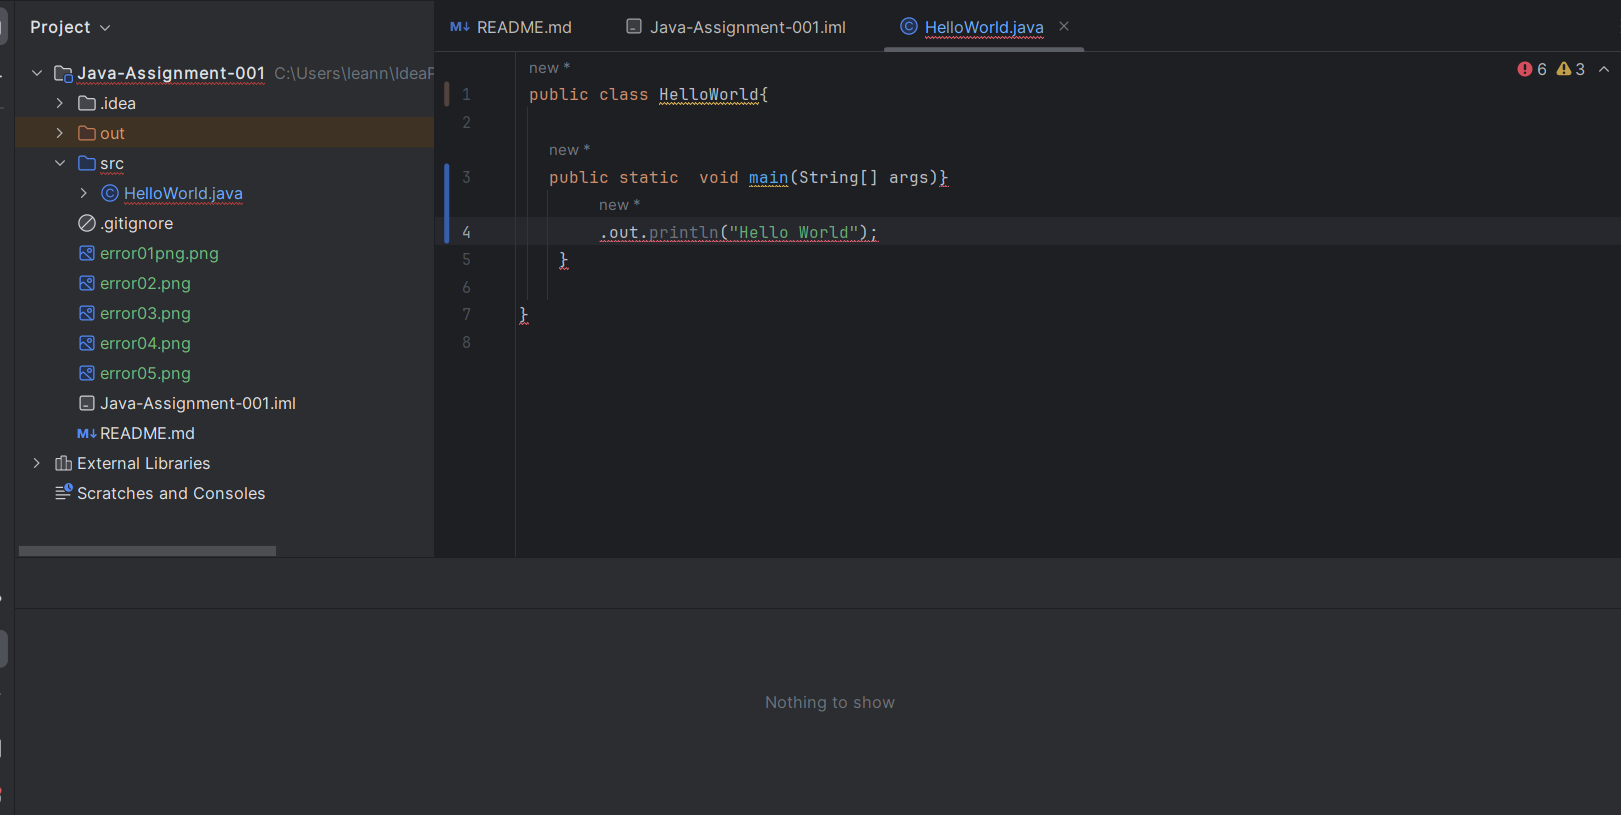 Project
README.md
Java-Assignment-001.iml
HelloWorld.java
Java-Assignment-001 C:\Users\leann\IdeaP
.idea
out
src
HelloWorld.java
.gitignore
error01png.png
error02.png
error03.png
error04.png
error05.png
Java-Assignment-001.iml
README.md
External Libraries
Scratches and Consoles
6 3
new *
1 public class HelloWorld{
2
new *
3 public static  void main(String[] args)}
new *
4 .out.println("Hello World");
5 }
6
7 }
8
Nothing to show